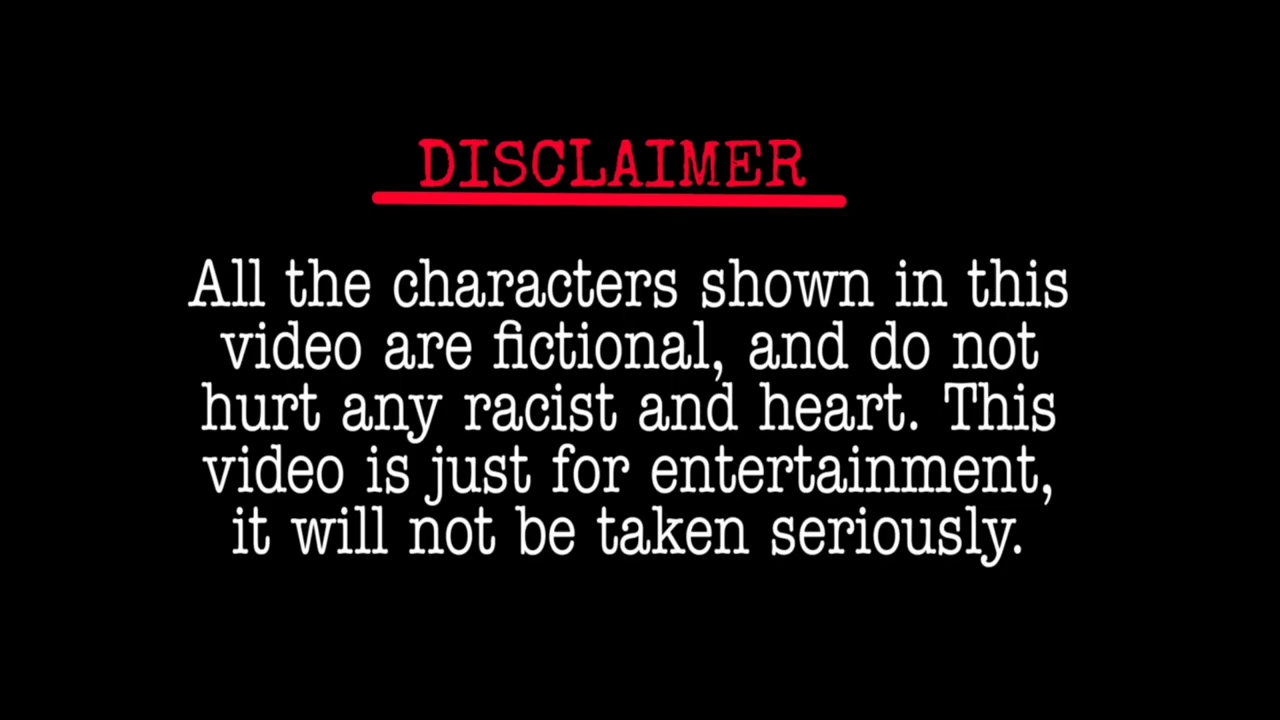 DISCLAIMER
All the characters shown in this
video are fictional, and do not
hurt any racist and heart. This
video is just for entertainment,
it will not be taken seriously.